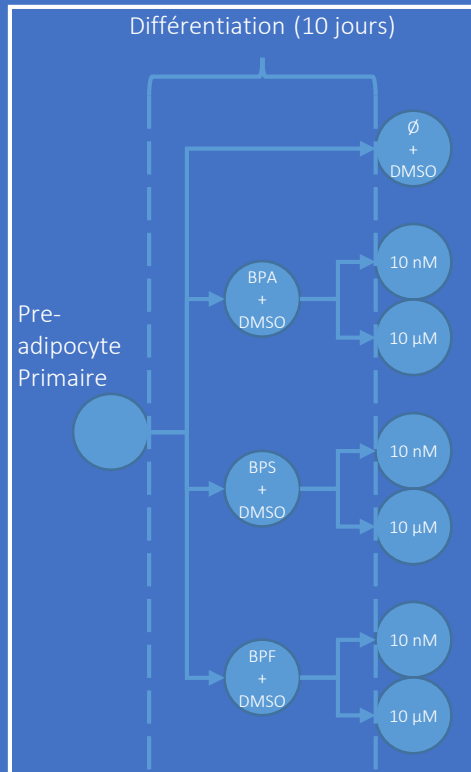 Différentiation (10 jours)
Ø
+
DMSO
BPA
+
DMSO
10 nM
10 µM
Pre-
adipocyte
Primaire
BPS
+
DMSO
10 nM
10 µM
BPF
+
DMSO
10 nM
10 µM